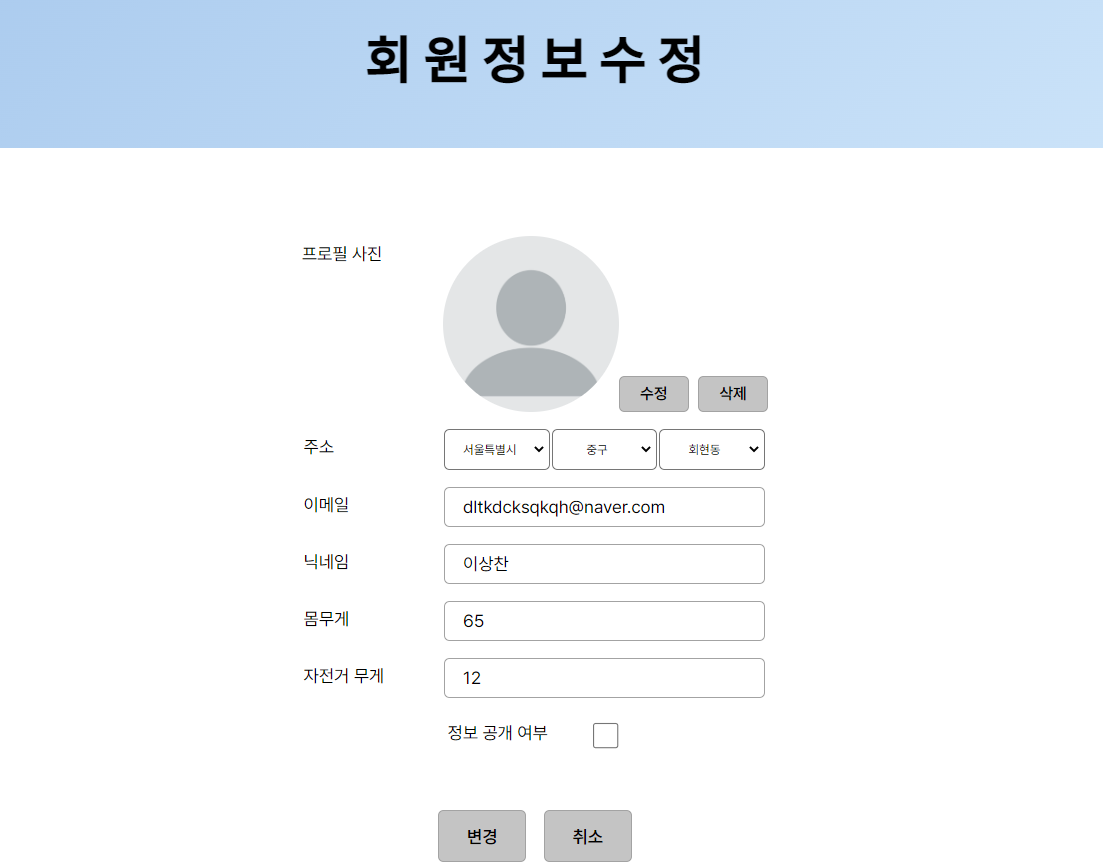 회원정보수정
프로필 사진
수정 삭제
주소 서울특별시 중구 회현동
이메일 dltkdcksqkqh@naver.com
닉네임 이상찬
몸무게 65
자전거 무게 12
정보 공개 여부
변경 취소